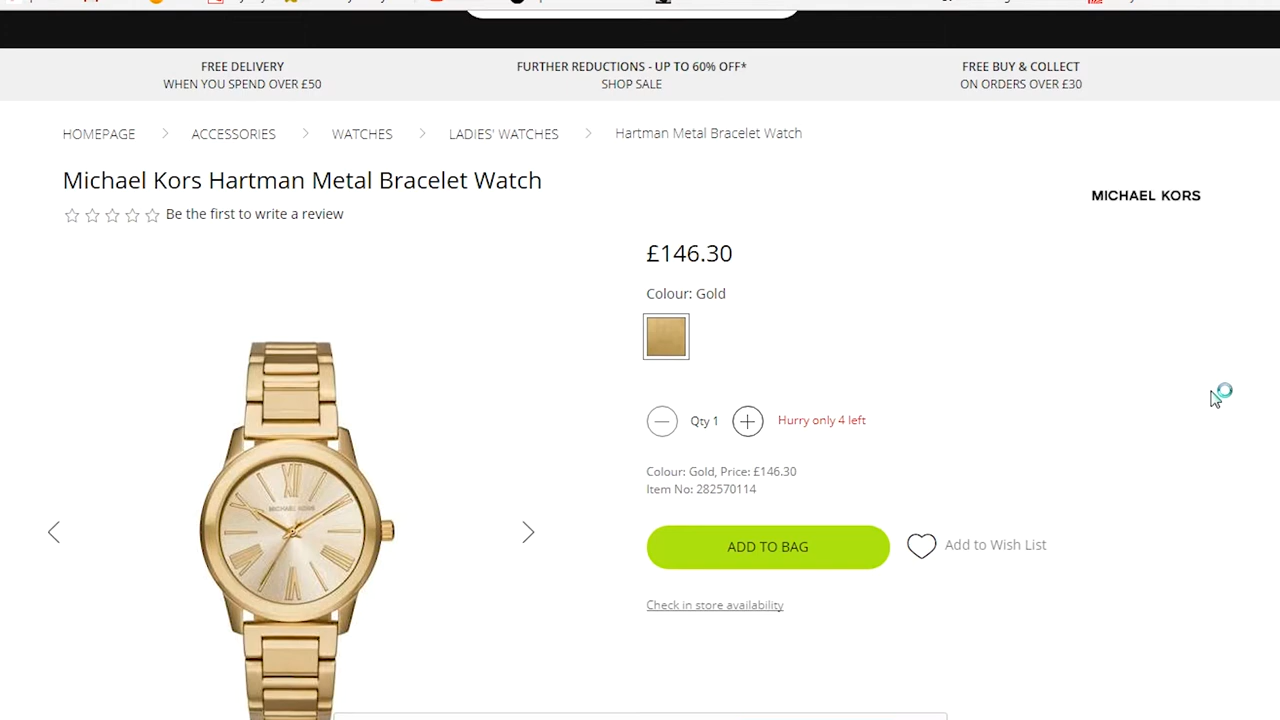 FREE DELIVERY
WHEN YOU SPEND OVER £50
FURTHER REDUCTIONS - UP TO 60% OFF*
SHOP SALE
FREE BUY & COLLECT
ON ORDERS OVER £30
HOMEPAGE
ACCESSORIES
WATCHES
LADIES' WATCHES
Hartman Metal Bracelet Watch
Michael Kors Hartman Metal Bracelet Watch
MICHAEL KORS
Be the first to write a review
£146.30
Colour: Gold
Qty 1
Hurry only 4 left
Colour: Gold, Price: £146.30
Item No: 282570114
MICHAEL KORS
ADD TO BAG
Add to Wish List
Check in store availability